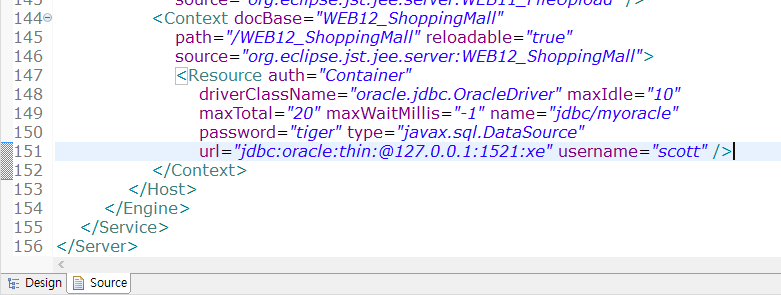 145 source="org.eclipse.jst.jee.server:WEB11_FileUpload" />
144 <Context docBase="WEB12_ShoppingMall"
145 path="/WEB12_ShoppingMall" reloadable="true"
146 source="org.eclipse.jst.jee.server:WEB12_ShoppingMall">
147 <Resource auth="Container"
148 driverClassName="oracle.jdbc.OracleDriver" maxIdle="10"
149 maxTotal="20" maxWaitMillis="-1" name="jdbc/myoracle"
150 password="tiger" type="javax.sql.DataSource"
151 url="jdbc:oracle:thin:@127.0.0.1:1521:xe" username="scott" />
152 </Context>
153 </Host>
154 </Engine>
155 </Service>
156 </Server>
Design Source